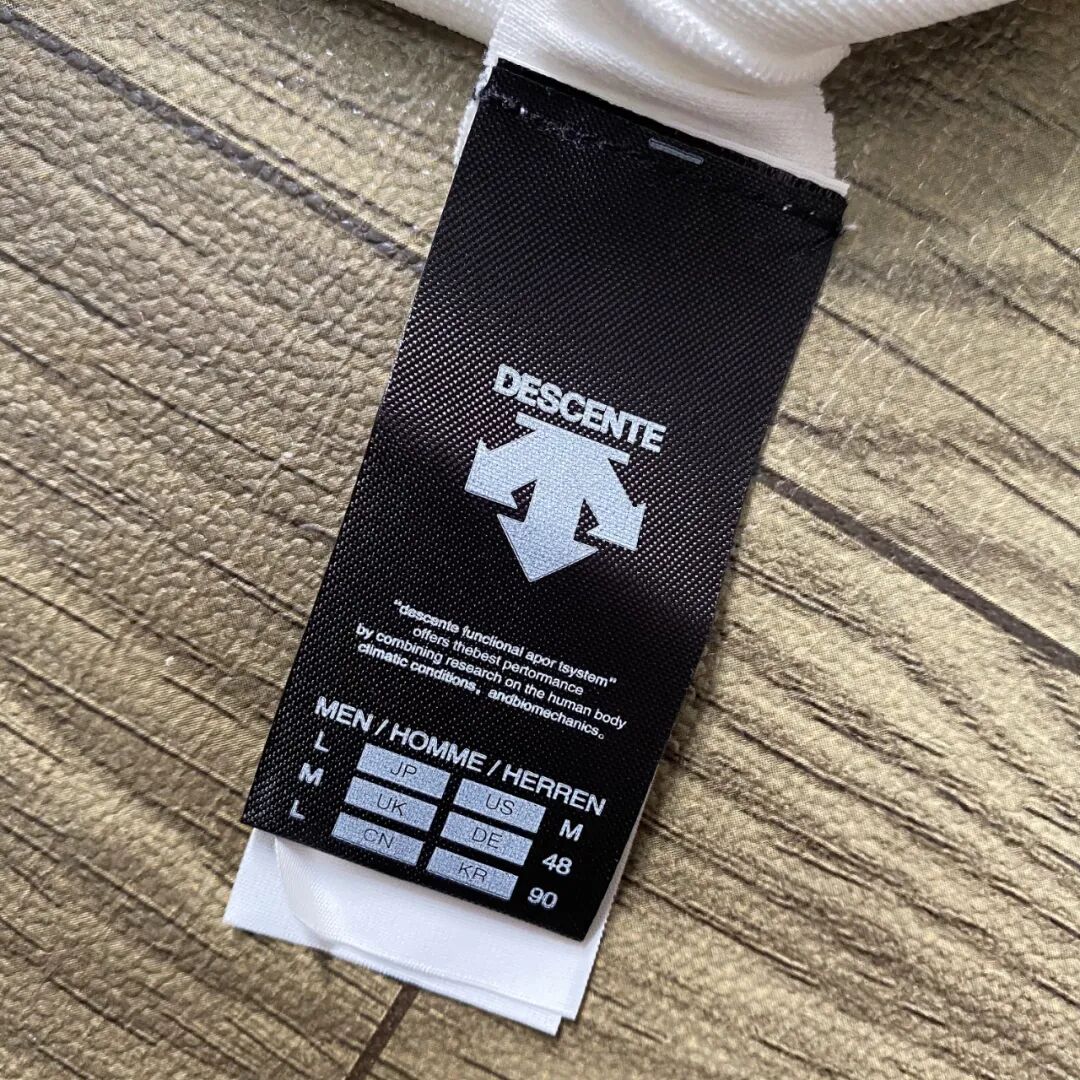 DESCENTE
"descente funclional apor tsystem"
offers thebest pertormance
by combining research on the human body
climatic conditions。andbiomechanics。
MEN / HOMME / HERREN
L JP US M
M UK DE 48
L CN KR 90